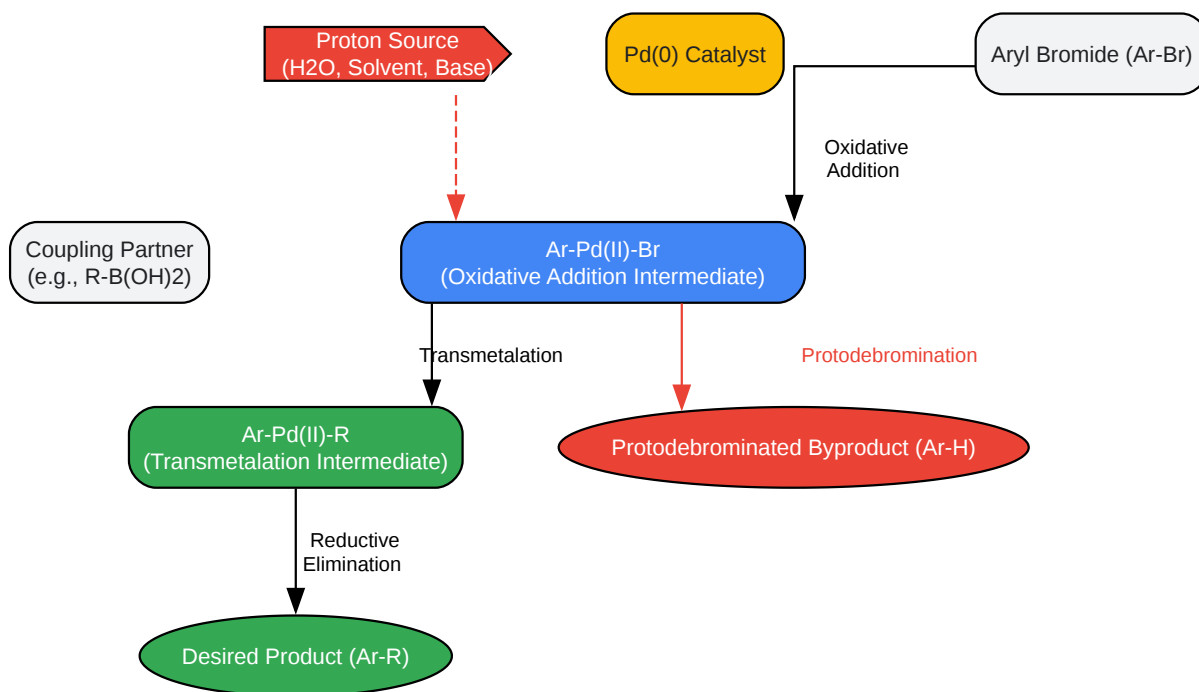 Proton Source
(H2O, Solvent, Base)
Pd(0) Catalyst
Aryl Bromide (Ar-Br)
Oxidative
Addition
Coupling Partner
(e.g., R-B(OH)2)
Ar-Pd(II)-Br
(Oxidative Addition Intermediate)
Transmetalation
Protodebromination
Ar-Pd(II)-R
(Transmetalation Intermediate)
Protodebrominated Byproduct (Ar-H)
Reductive
Elimination
Desired Product (Ar-R)